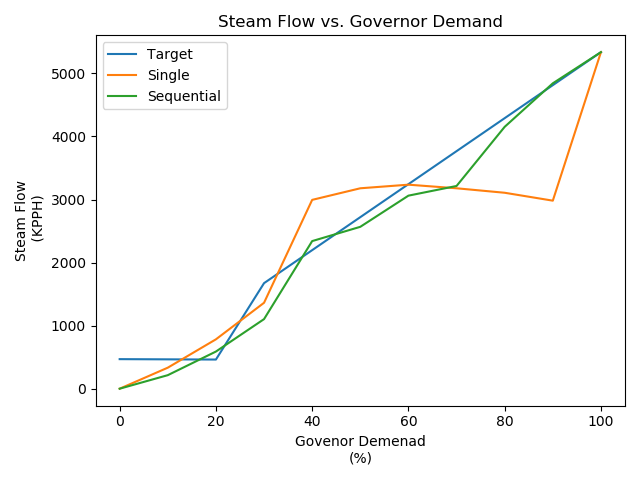 Steam Flow vs. Governor Demand
Target
Single
Sequential
Steam Flow
(KPPH)
5000
4000
3000
2000
1000
0
0 20 40 60 80 100
Govenor Demenad
(%)